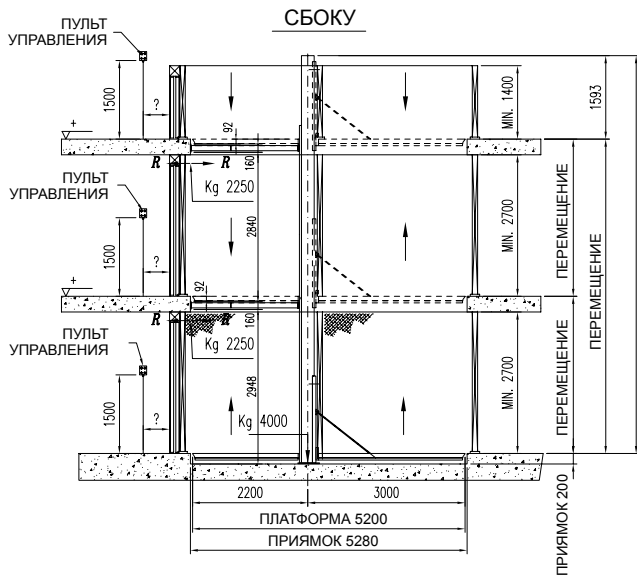 СБОКУ
ПУЛЬТ
УПРАВЛЕНИЯ
1500
?
+
92
160
MIN. 1400
1593
R
R
Kg 2250
ПУЛЬТ
УПРАВЛЕНИЯ
1500
?
+
2840
92
160
MIN. 2700
ПЕРЕМЕЩЕНИЕ
ПЕРЕМЕЩЕНИЕ
R
R
Kg 2250
ПУЛЬТ
УПРАВЛЕНИЯ
1500
?
2948
Kg 4000
MIN. 2700
ПЕРЕМЕЩЕНИЕ
2200
3000
ПЛАТФОРМА 5200
ПРИЯМОК 5280
ПРИЯМОК 200